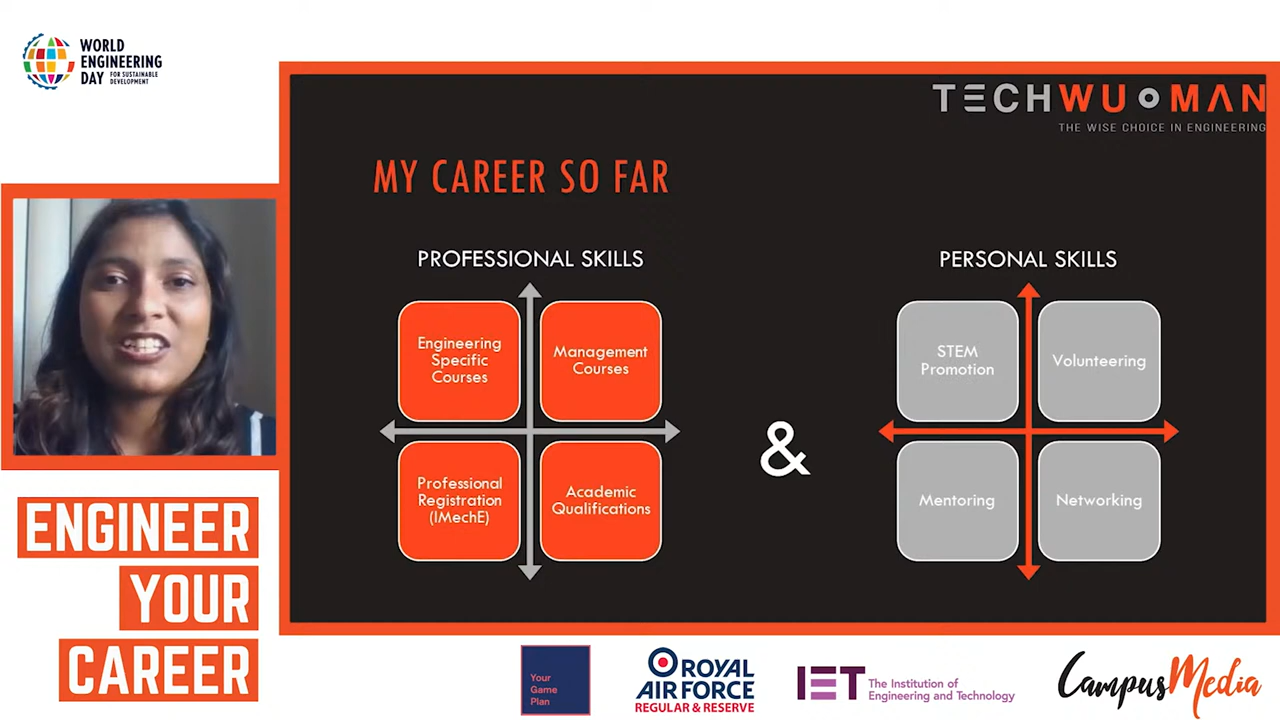 WORLD
ENGINEERING
DAY
FOR SUSTAINABLE
DEVELOPMENT
TECHWUOMAN
THE WISE CHOICE IN ENGINEERING
MY CAREER SO FAR
PROFESSIONAL SKILLS
Engineering
Specific
Courses
Management
Courses
Professional
Registration
(IMechE)
Academic
Qualifications
&
PERSONAL SKILLS
STEM
Promotion
Volunteering
Mentoring
Networking
ENGINEER
YOUR
CAREER
Your
Game
Plan
ROYAL
AIR FORCE
REGULAR & RESERVE
IET
The Institution of
Engineering and Technology
CampusMedia